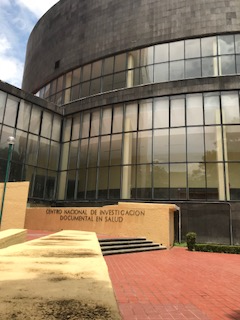 CENTRO NACIONAL DE INVESTIGACION
DOCUMENTAL EN SALUD